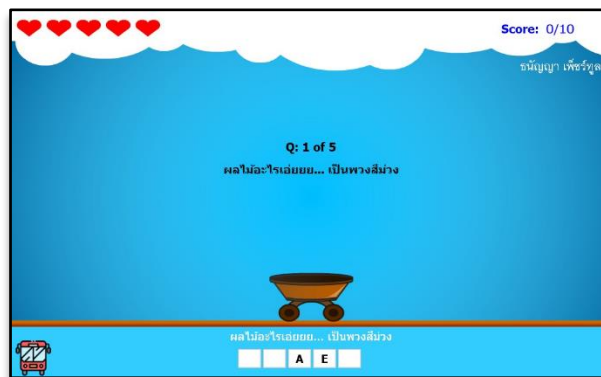 Score: 0/10
ธนัญญา เพ็ชร์ทูล
Q: 1 of 5
ผลไม้อะไรเอ่ยยย... เป็นพวงสีม่วง
ผลไม้อะไรเอ่ยยย... เป็นพวงสีม่วง
A E